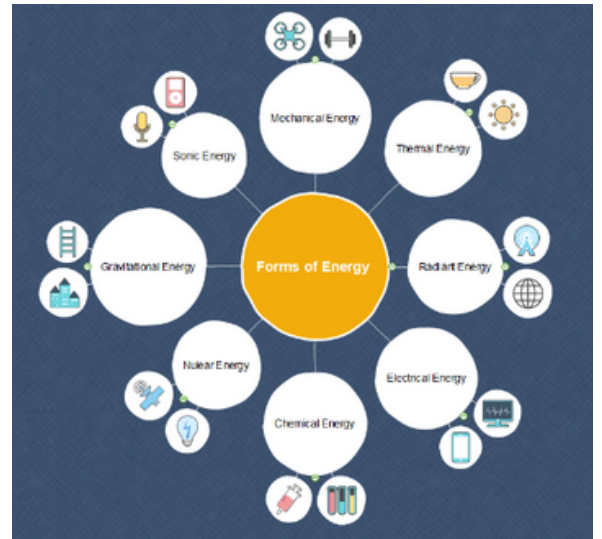 Mechanical Energy
Sonic Energy
Thermal Energy
Gravitational Energy
Forms of Energy
Radiant Energy
Nulear Energy
Electrical Energy
Chemical Energy